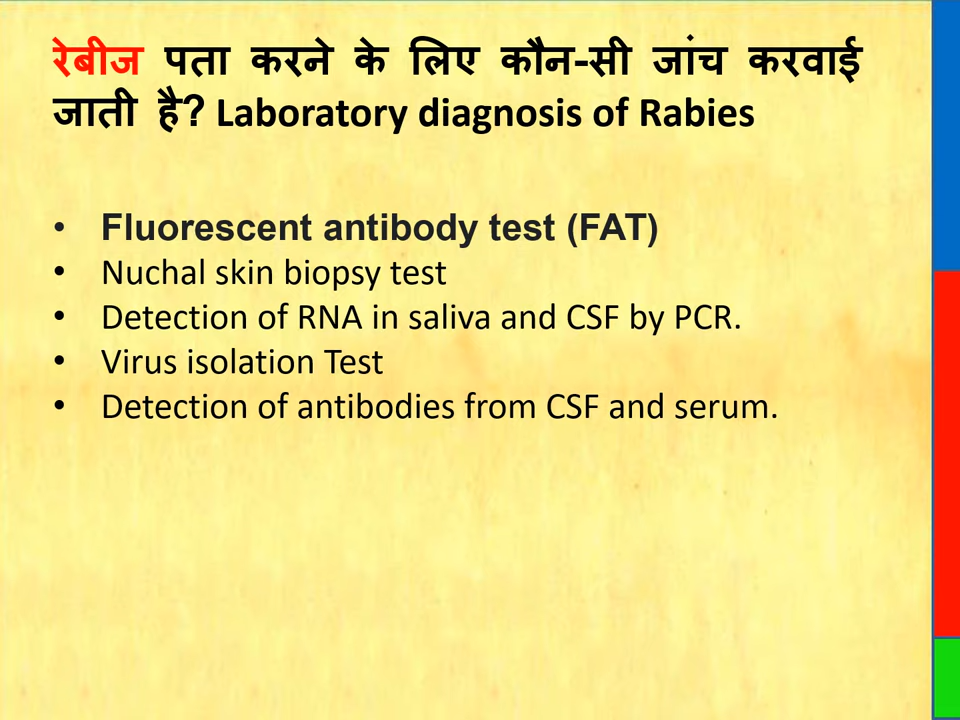 रेबीज पता करने के लिए कौन-सी जांच करवाई
जाती है? Laboratory diagnosis of Rabies
• Fluorescent antibody test (FAT)
• Nuchal skin biopsy test
• Detection of RNA in saliva and CSF by PCR.
• Virus isolation Test
• Detection of antibodies from CSF and serum.